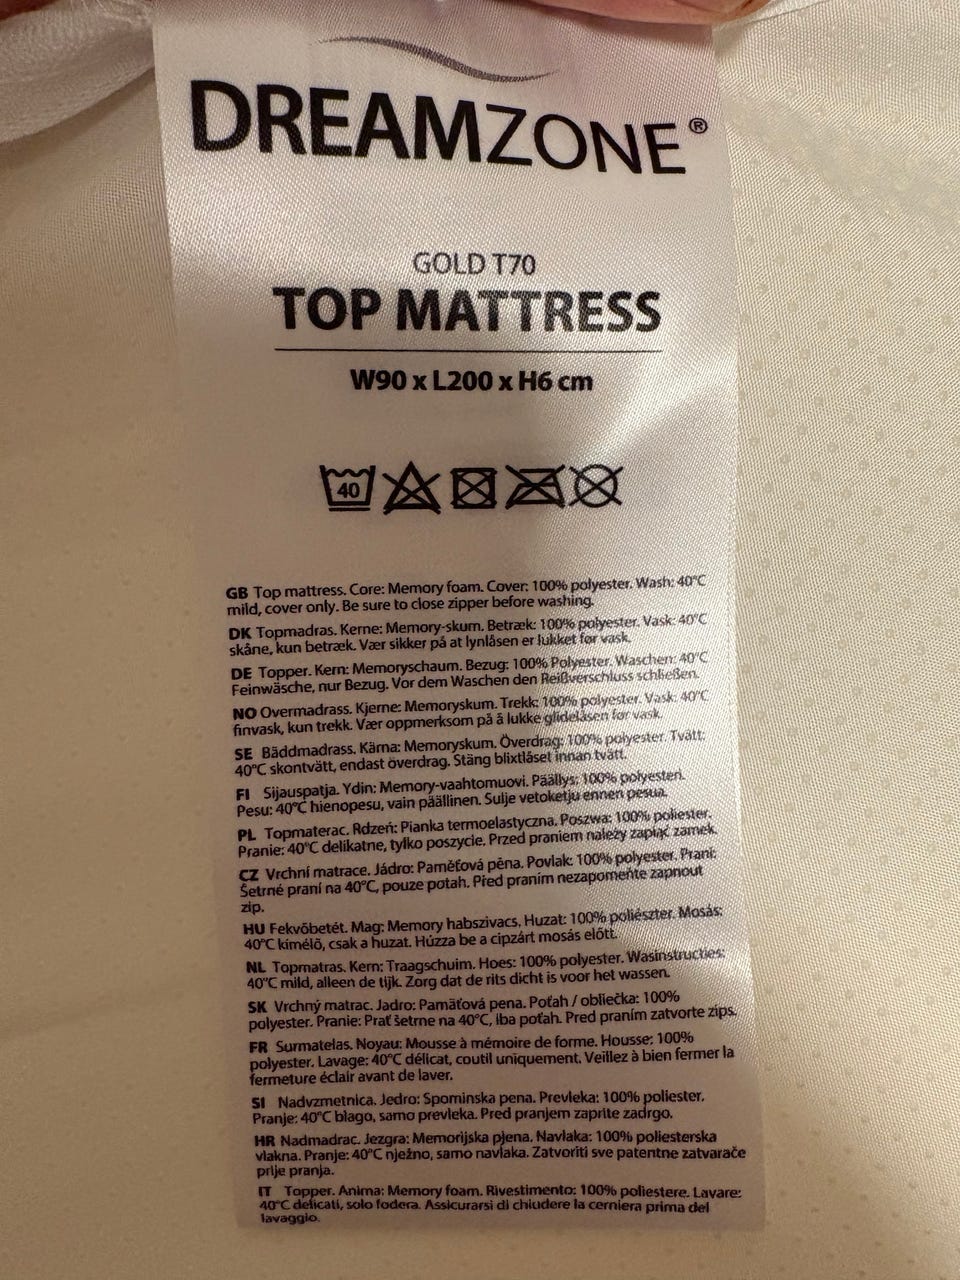 DREAMZONE®
GOLD T70
TOP MATTRESS
W90 x L200 x H6 cm
40
GB Top mattress. Core: Memory foam. Cover: 100% polyester. Wash: 40°C
mild, cover only. Be sure to close zipper before washing.
DK Topmadras. Kerne: Memory-skum. Betræk: 100% polyester. Vask: 40°C
skåne, kun betræk. Vær sikker på at lynlåsen er lukket før vask.
DE Topper. Kern: Memoryschaum. Bezug: 100% Polyester. Waschen: 40°C
Feinwäsche, nur Bezug. Vor dem Waschen den Reißverschluss schließen.
NO Overmadrass. Kjerne: Memoryskum. Trekk: 100% polyester. Vask: 40°C
finvask, kun trekk. Vær oppmerksom på å lukke glidelåsen før vask.
SE Bäddmadrass. Kärna: Memoryskum. Överdrag: 100% polyester. Tvätt:
40°C skontvätt, endast överdrag. Stäng blixtlåset innan tvätt.
FI Sijauspatja. Ydin: Memory-vaahtomuovi. Päällys: 100% polyesteri.
Pesu: 40°C hienopesu, vain päällinen. Sulje vetoketju ennen pesua.
PL Topmaterac. Rdzeń: Pianka termoelastyczna. Poszwa: 100% poliester.
Pranie: 40°C delikatne, tylko poszycie. Przed praniem należy zapiąć zamek.
CZ Vrchní matrace. Jádro: Paměťová pěna. Povlak: 100% polyester. Praní:
Šetrné praní na 40°C, pouze potah. Před praním nezapomeňte zapnout
zip.
HU Fekvőbetét. Mag: Memory habszivacs. Huzat: 100% poliészter. Mosás:
40°C kímélő, csak a huzat. Húzza be a cipzárt mosás előtt.
NL Topmatras. Kern: Traagschuim. Hoes: 100% polyester. Wasinstructies:
40°C mild, alleen de tijk. Zorg dat de rits dicht is voor het wassen.
SK Vrchný matrac. Jadro: Pamäťová pena. Poťah / obliečka: 100%
polyester. Pranie: Prať šetrne na 40°C, iba poťah. Pred praním zatvorte zips.
FR Surmatelas. Noyau: Mousse à mémoire de forme. Housse: 100%
polyester. Lavage: 40°C délicat, coutil uniquement. Veillez à bien fermer la
fermeture éclair avant de laver.
SI Nadvzmetnica. Jedro: Spominska pena. Prevleka: 100% poliester.
Pranje: 40°C blago, samo prevleka. Pred pranjem zaprite zadrgo.
HR Nadmadrac. Jezgra: Memorijska pjena. Navlaka: 100% poliesterska
vlakna. Pranje: 40°C nježno, samo navlaka. Zatvoriti sve patentne zatvarače
prije pranja.
IT Topper. Anima: Memory foam. Rivestimento: 100% poliestere. Lavare:
40°C delicati, solo fodera. Assicurarsi di chiudere la cerniera prima del
lavaggio.